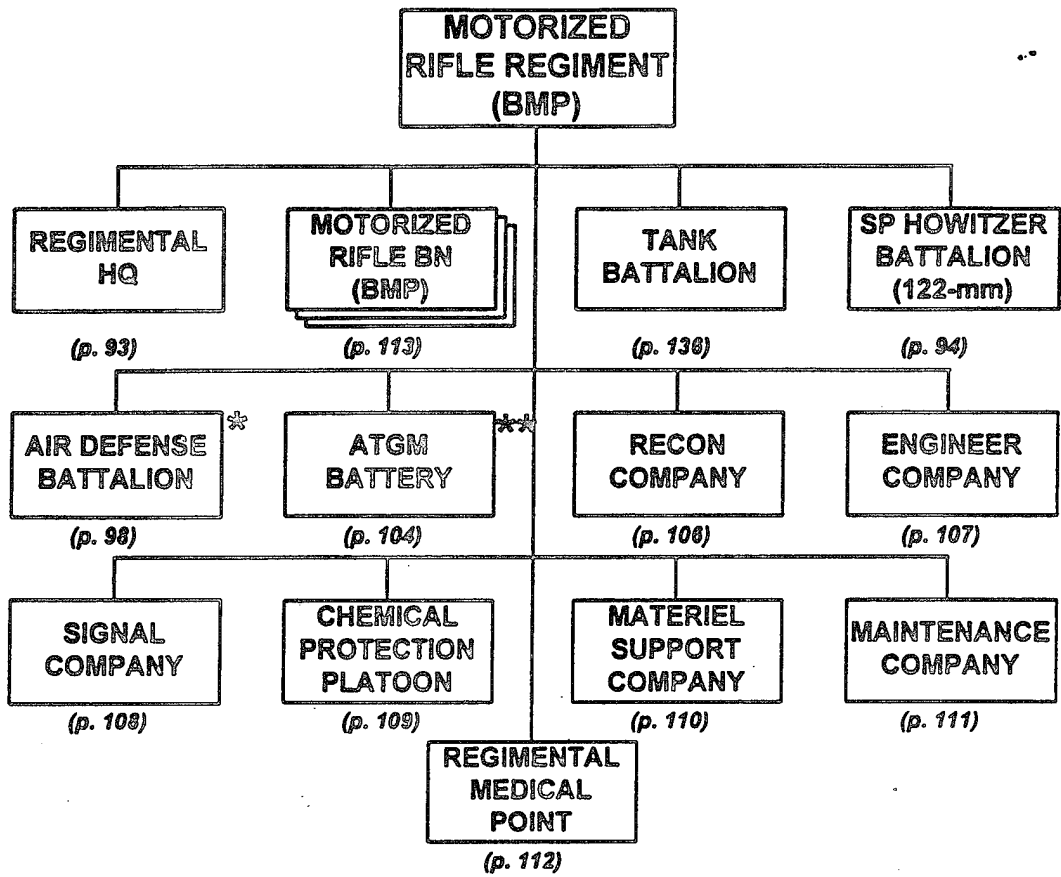 MOTORIZED
RIFLE REGIMENT
(BMP)
REGIMENTAL
HQ
(p. 93)
MOTORIZED
RIFLE BN
(BMP)
(p. 113)
TANK
BATTALION
(p. 136)
SP HOWITZER
BATTALION
(122-mm)
(p. 94)
AIR DEFENSE
BATTALION
*
(p. 98)
ATGM
BATTERY
**
(p. 104)
RECON
COMPANY
(p. 106)
ENGINEER
COMPANY
(p. 107)
SIGNAL
COMPANY
(p. 108)
CHEMICAL
PROTECTION
PLATOON
(p. 109)
MATERIEL
SUPPORT
COMPANY
(p. 110)
MAINTENANCE
COMPANY
(p. 111)
REGIMENTAL
MEDICAL
POINT
(p. 112)